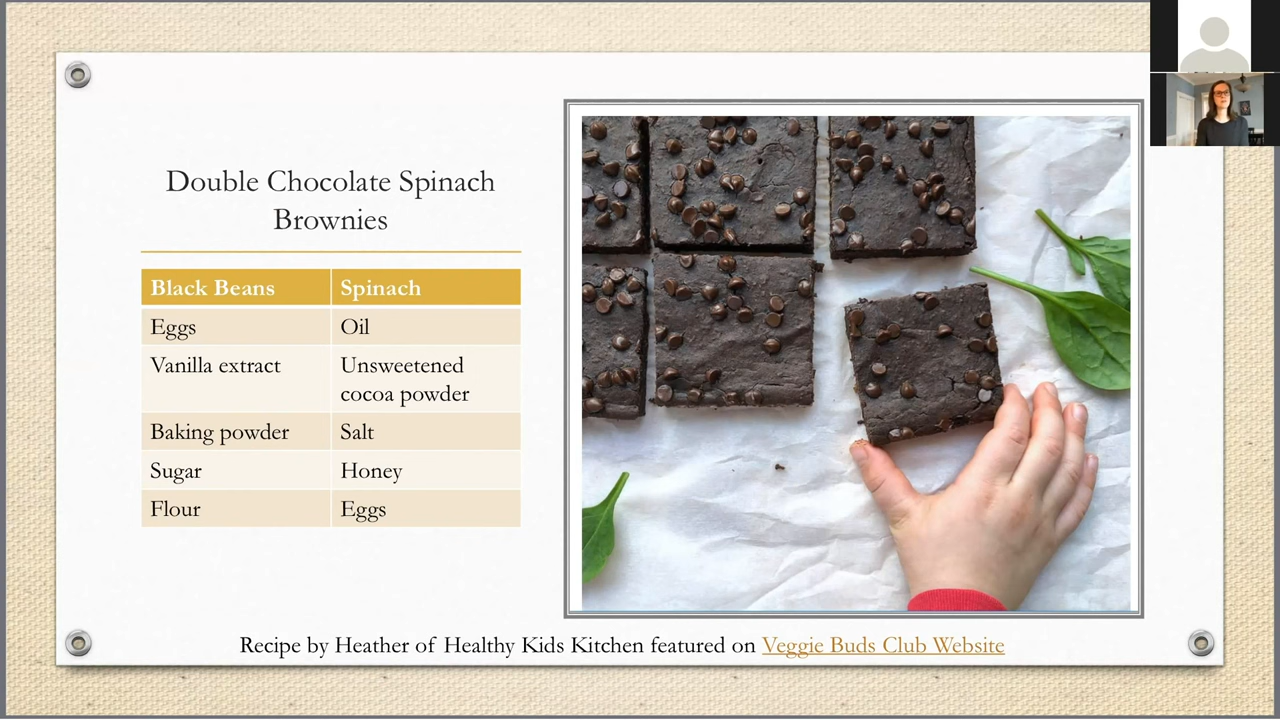 Double Chocolate Spinach
Brownies
Black Beans Spinach
Eggs Oil
Vanilla extract Unsweetened
cocoa powder
Baking powder Salt
Sugar Honey
Flour Eggs
Recipe by Heather of Healthy Kids Kitchen featured on Veggie Buds Club Website